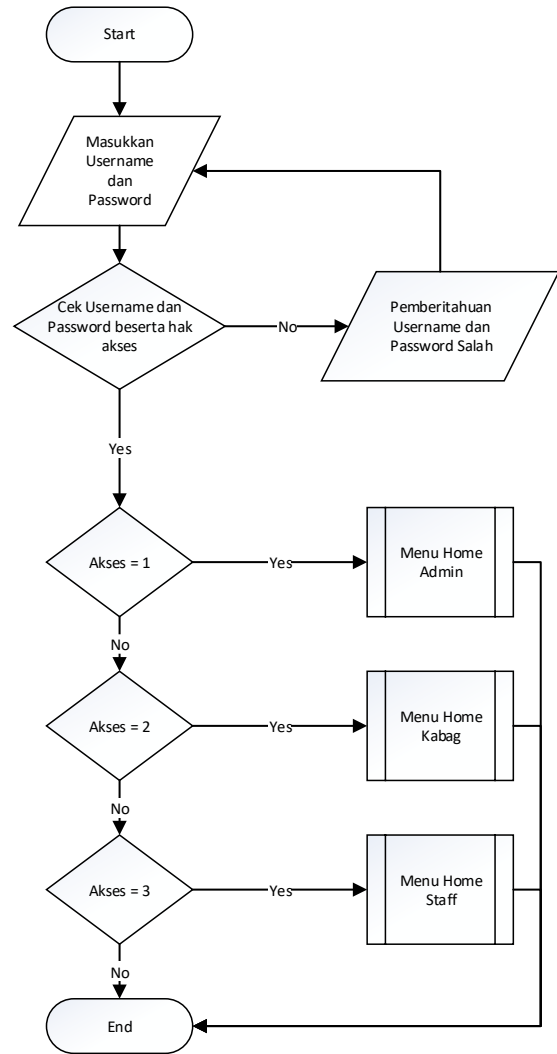 Start
Masukkan
Username
dan
Password
Cek Username dan
Password beserta hak
akses
No
Pemberitahuan
Username dan
Password Salah
Yes
Akses = 1
Yes
Menu Home
Admin
No
Akses = 2
Yes
Menu Home
Kabag
No
Akses = 3
Yes
Menu Home
Staff
No
End